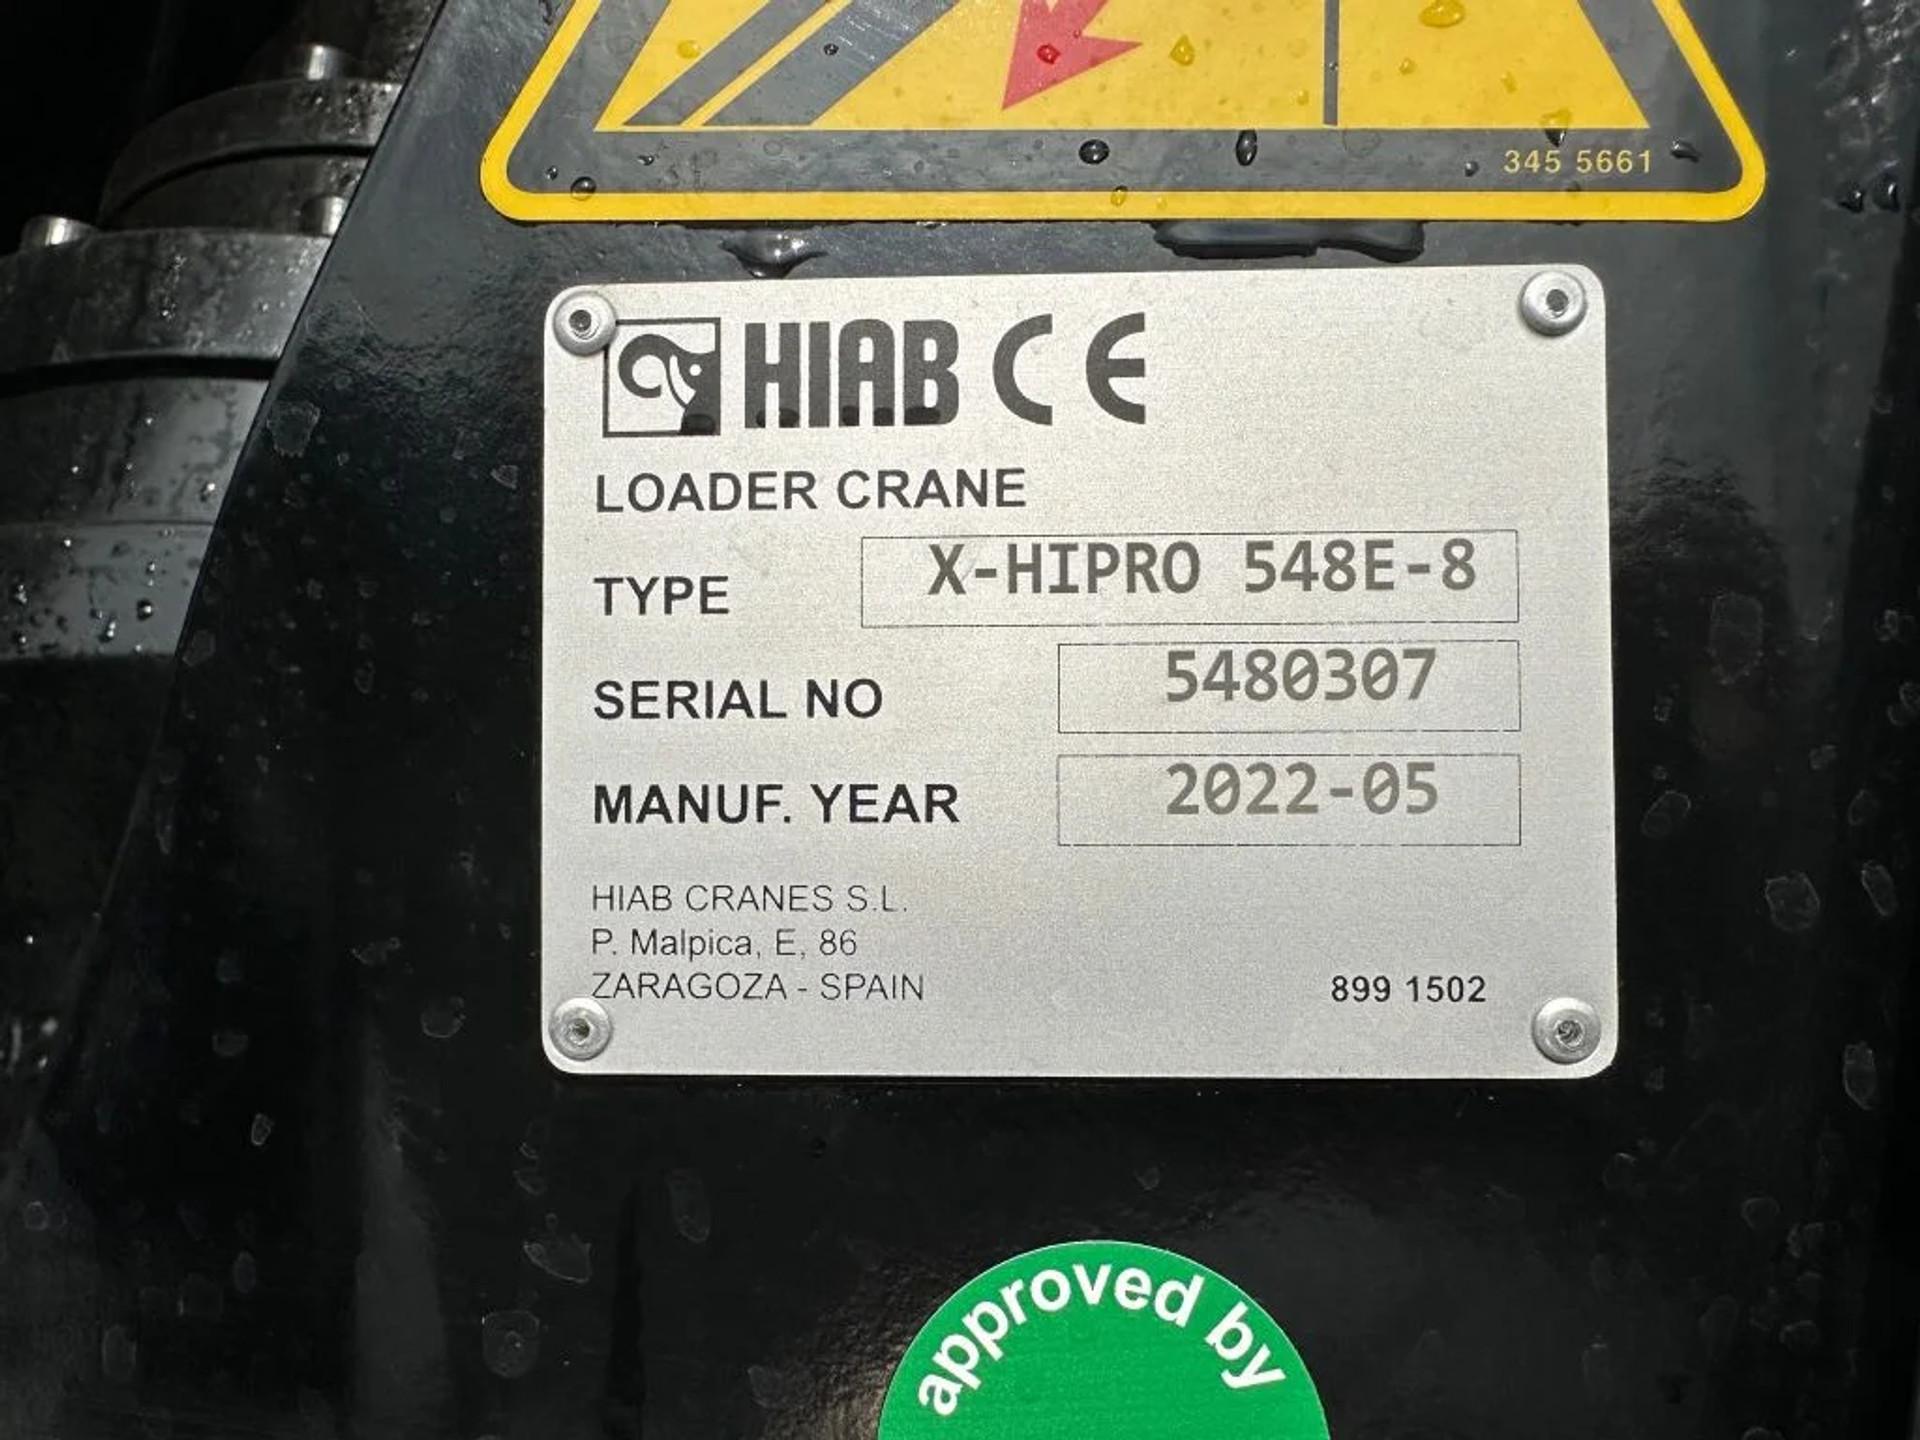 345 5661
HIAB CE
LOADER CRANE
TYPE X-HIPRO 548E-8
SERIAL NO 5480307
MANUF. YEAR 2022-05
HIAB CRANES S.L.
P. Malpica, E, 86
ZARAGOZA - SPAIN 899 1502
approved by